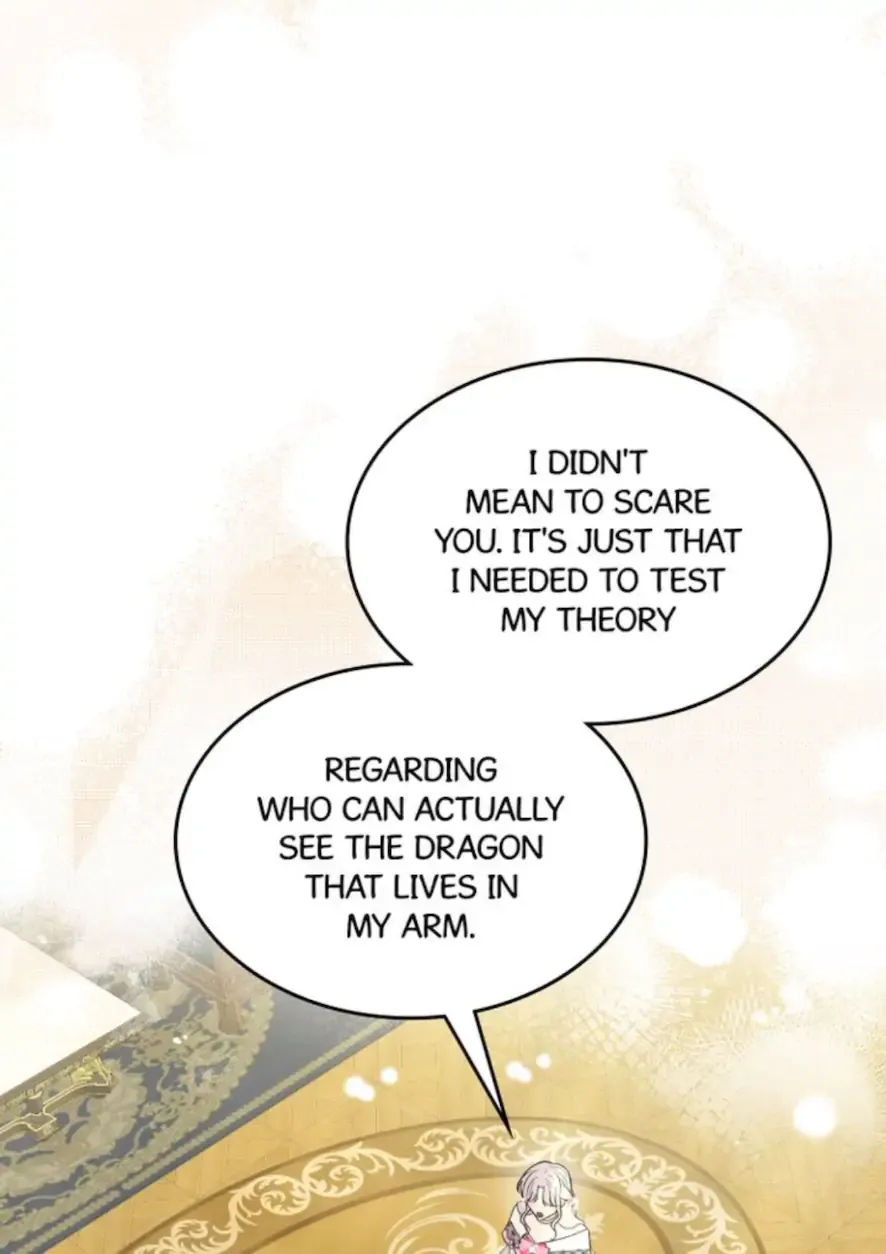 I DIDN'T
MEAN TO SCARE
YOU. IT'S JUST THAT
I NEEDED TO TEST
MY THEORY
REGARDING
WHO CAN ACTUALLY
SEE THE DRAGON
THAT LIVES IN
MY ARM.